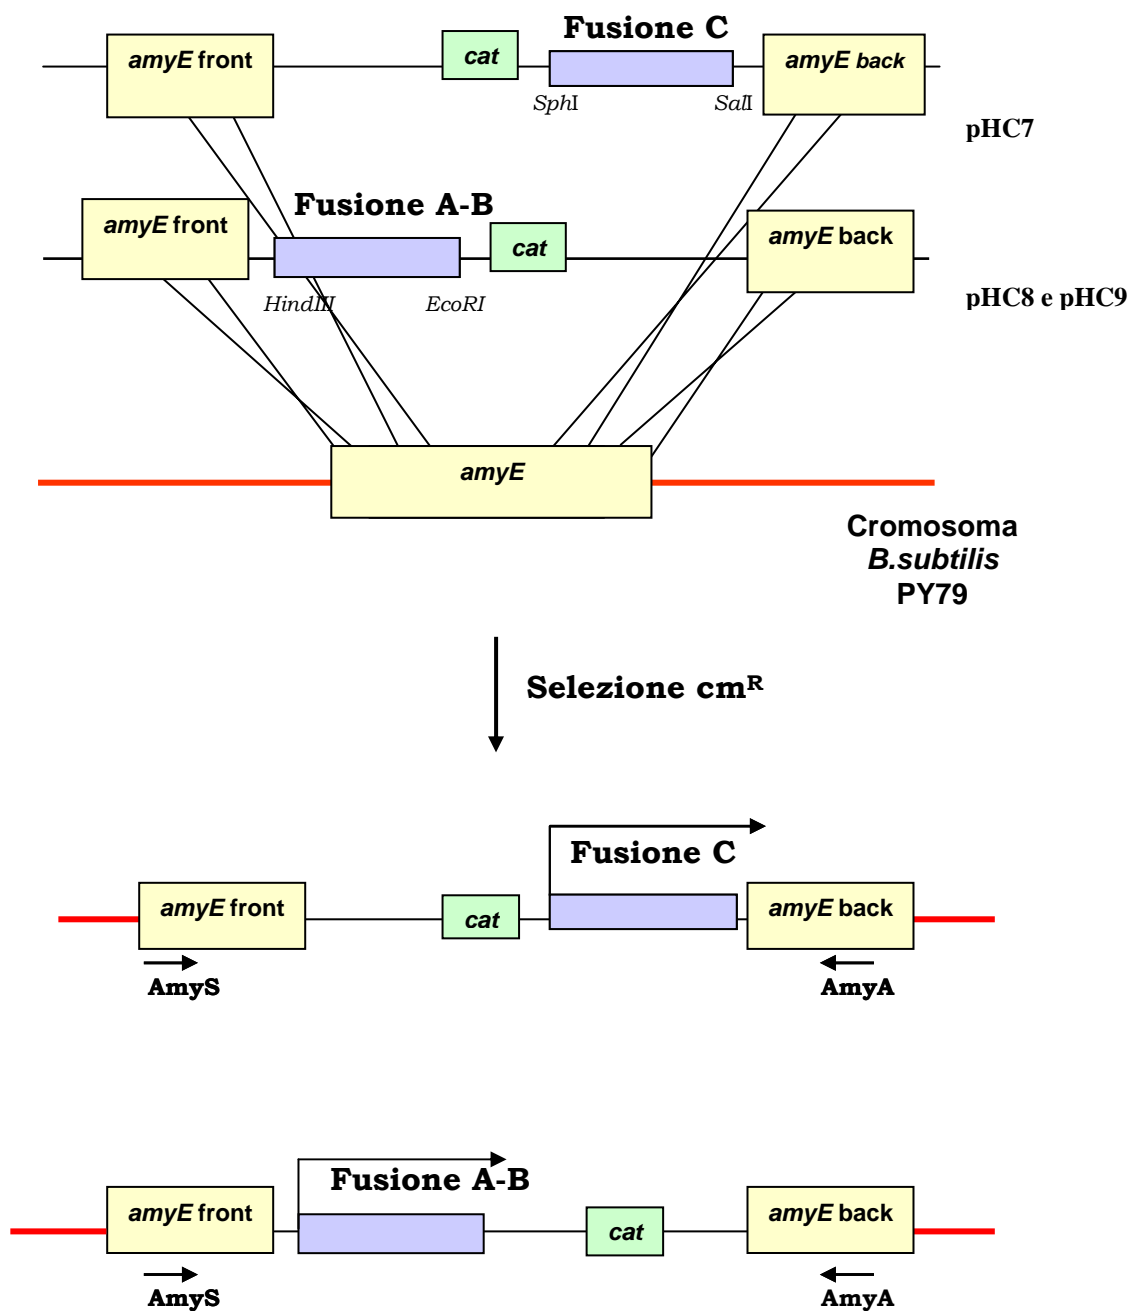 Fusione C
amyE front
cat
amyE back
SphI
SalI
pHC7
Fusione A-B
amyE front
cat
amyE back
HindIII
EcoRI
pHC8 e pHC9
amyE
Cromosoma
B.subtilis
PY79
Selezione cmR
Fusione C
amyE front
cat
amyE back
AmyS
AmyA
Fusione A-B
amyE front
cat
amyE back
AmyS
AmyA